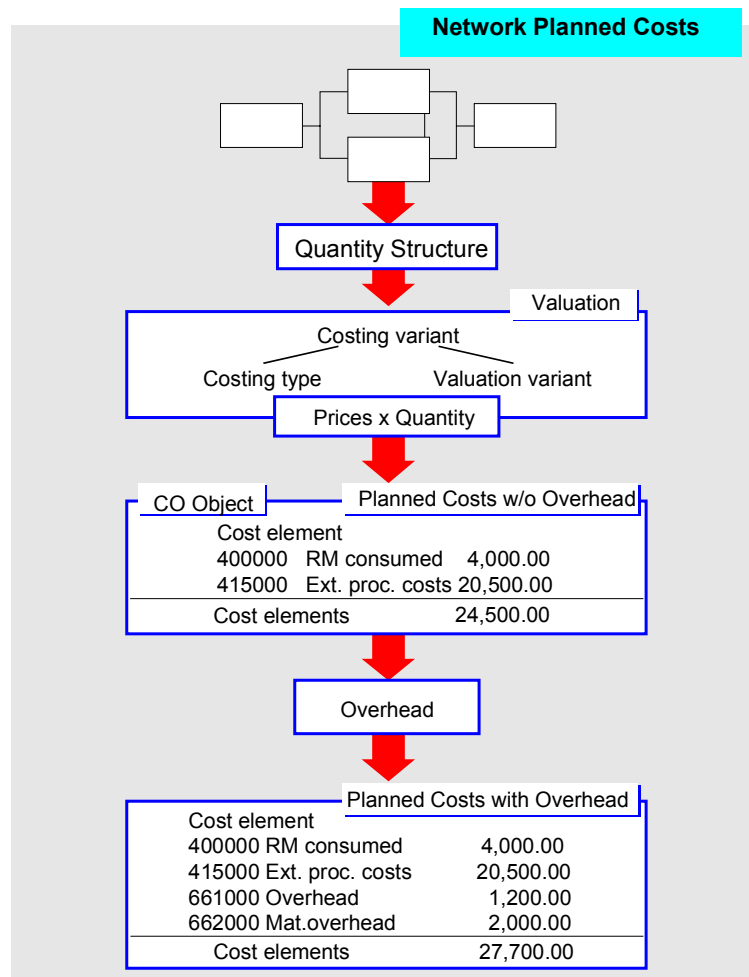 Network Planned Costs
Quantity Structure
Valuation
Costing variant
Costing type Valuation variant
Prices x Quantity
CO Object Planned Costs w/o Overhead
Cost element
400000 RM consumed 4,000.00
415000 Ext. proc. costs 20,500.00
Cost elements 24,500.00
Overhead
Planned Costs with Overhead
Cost element
400000 RM consumed 4,000.00
415000 Ext. proc. costs 20,500.00
661000 Overhead 1,200.00
662000 Mat.overhead 2,000.00
Cost elements 27,700.00